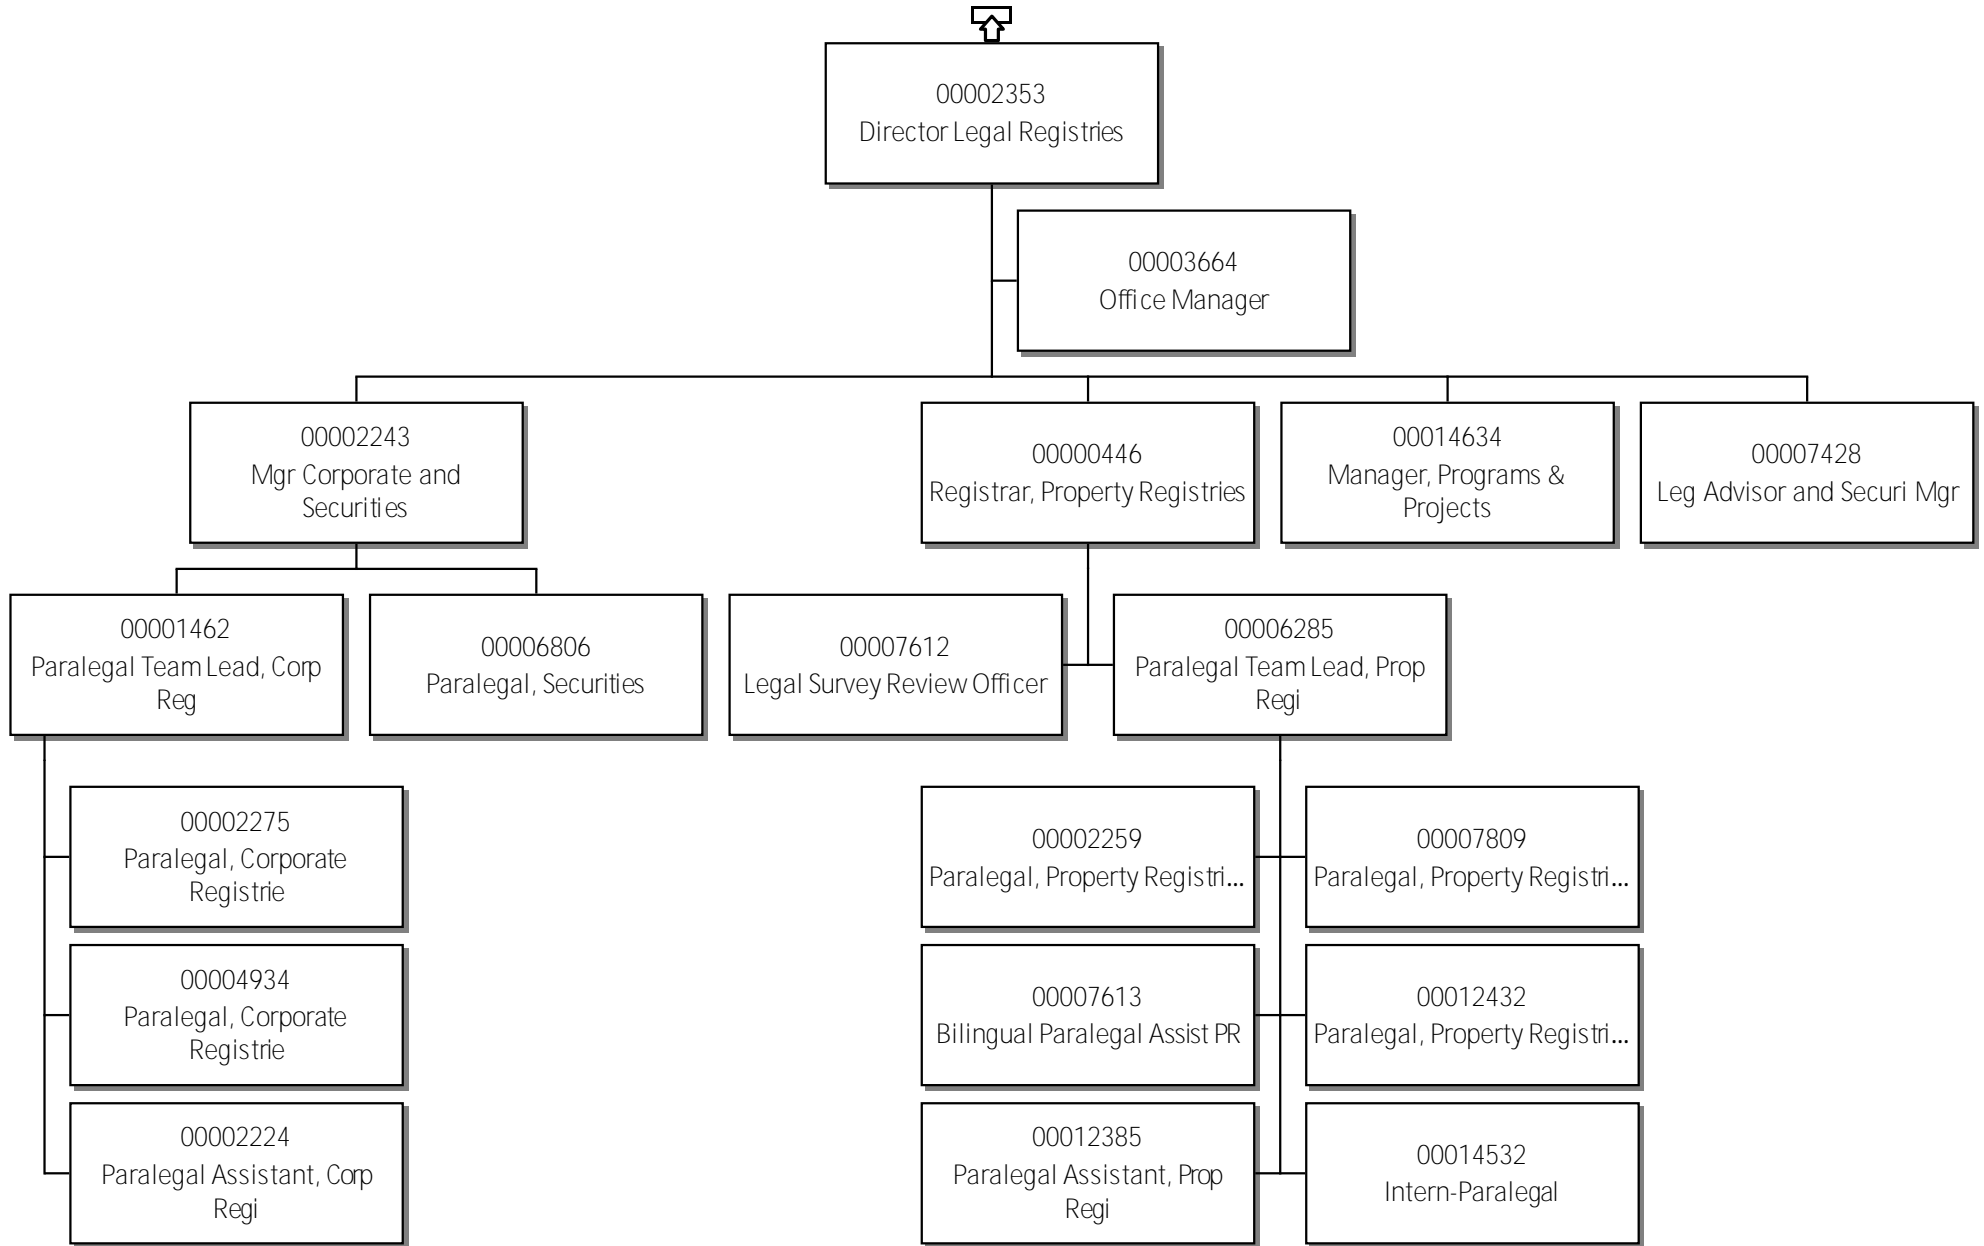 00002353
Director Legal Registries
00003664
Office Manager
00002243
Mgr Corporate and
Securities
00000446
Registrar, Property Registries
00014634
Manager, Programs &
Projects
00007428
Leg Advisor and Securi Mgr
00001462
Paralegal Team Lead, Corp
Reg
00006806
Paralegal, Securities
00007612
Legal Survey Review Officer
00006285
Paralegal Team Lead, Prop
Regi
00002275
Paralegal, Corporate
Registrie
00002259
Paralegal, Property Registri...
00007809
Paralegal, Property Registri...
00004934
Paralegal, Corporate
Registrie
00007613
Bilingual Paralegal Assist PR
00012432
Paralegal, Property Registri...
00002224
Paralegal Assistant, Corp
Regi
00012385
Paralegal Assistant, Prop
Regi
00014532
Intern-Paralegal